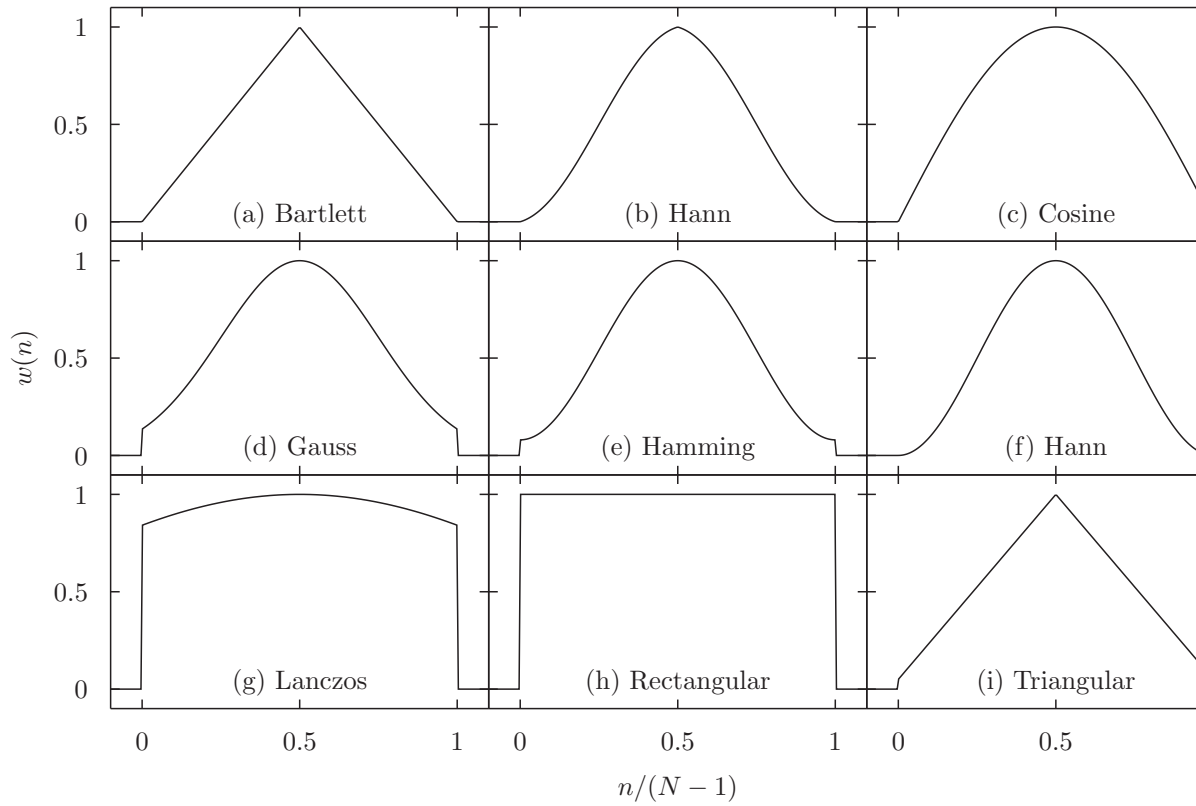 1
0.5
0
(a) Bartlett
(b) Hann
(c) Cosine
w(n)
1
0.5
0
(d) Gauss
(e) Hamming
(f) Hann
1
0.5
0
(g) Lanczos
(h) Rectangular
(i) Triangular
0 0.5 1 0 0.5 1 0 0.5
n/(N − 1)